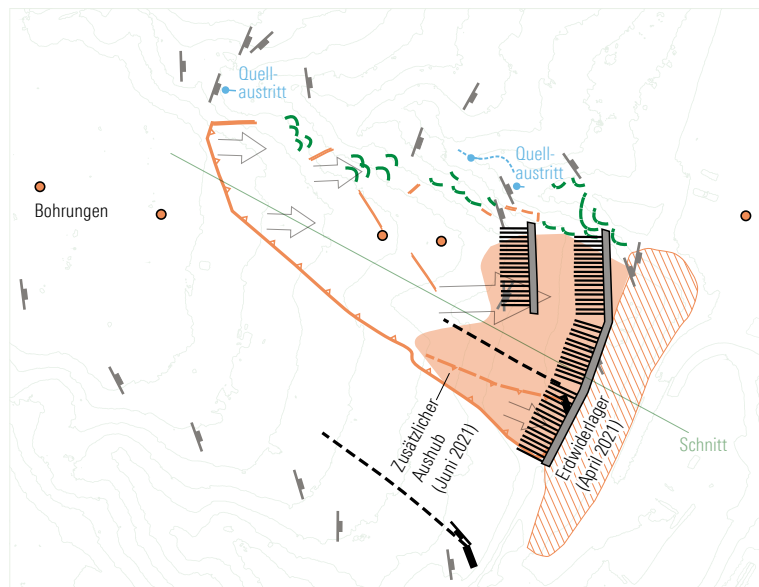 Quell-
austritt
Quell-
austritt
Bohrungen
Zusätzlicher
Aushub
(Juni 2021)
Erdwiderlager
(April 2021)
Schnitt